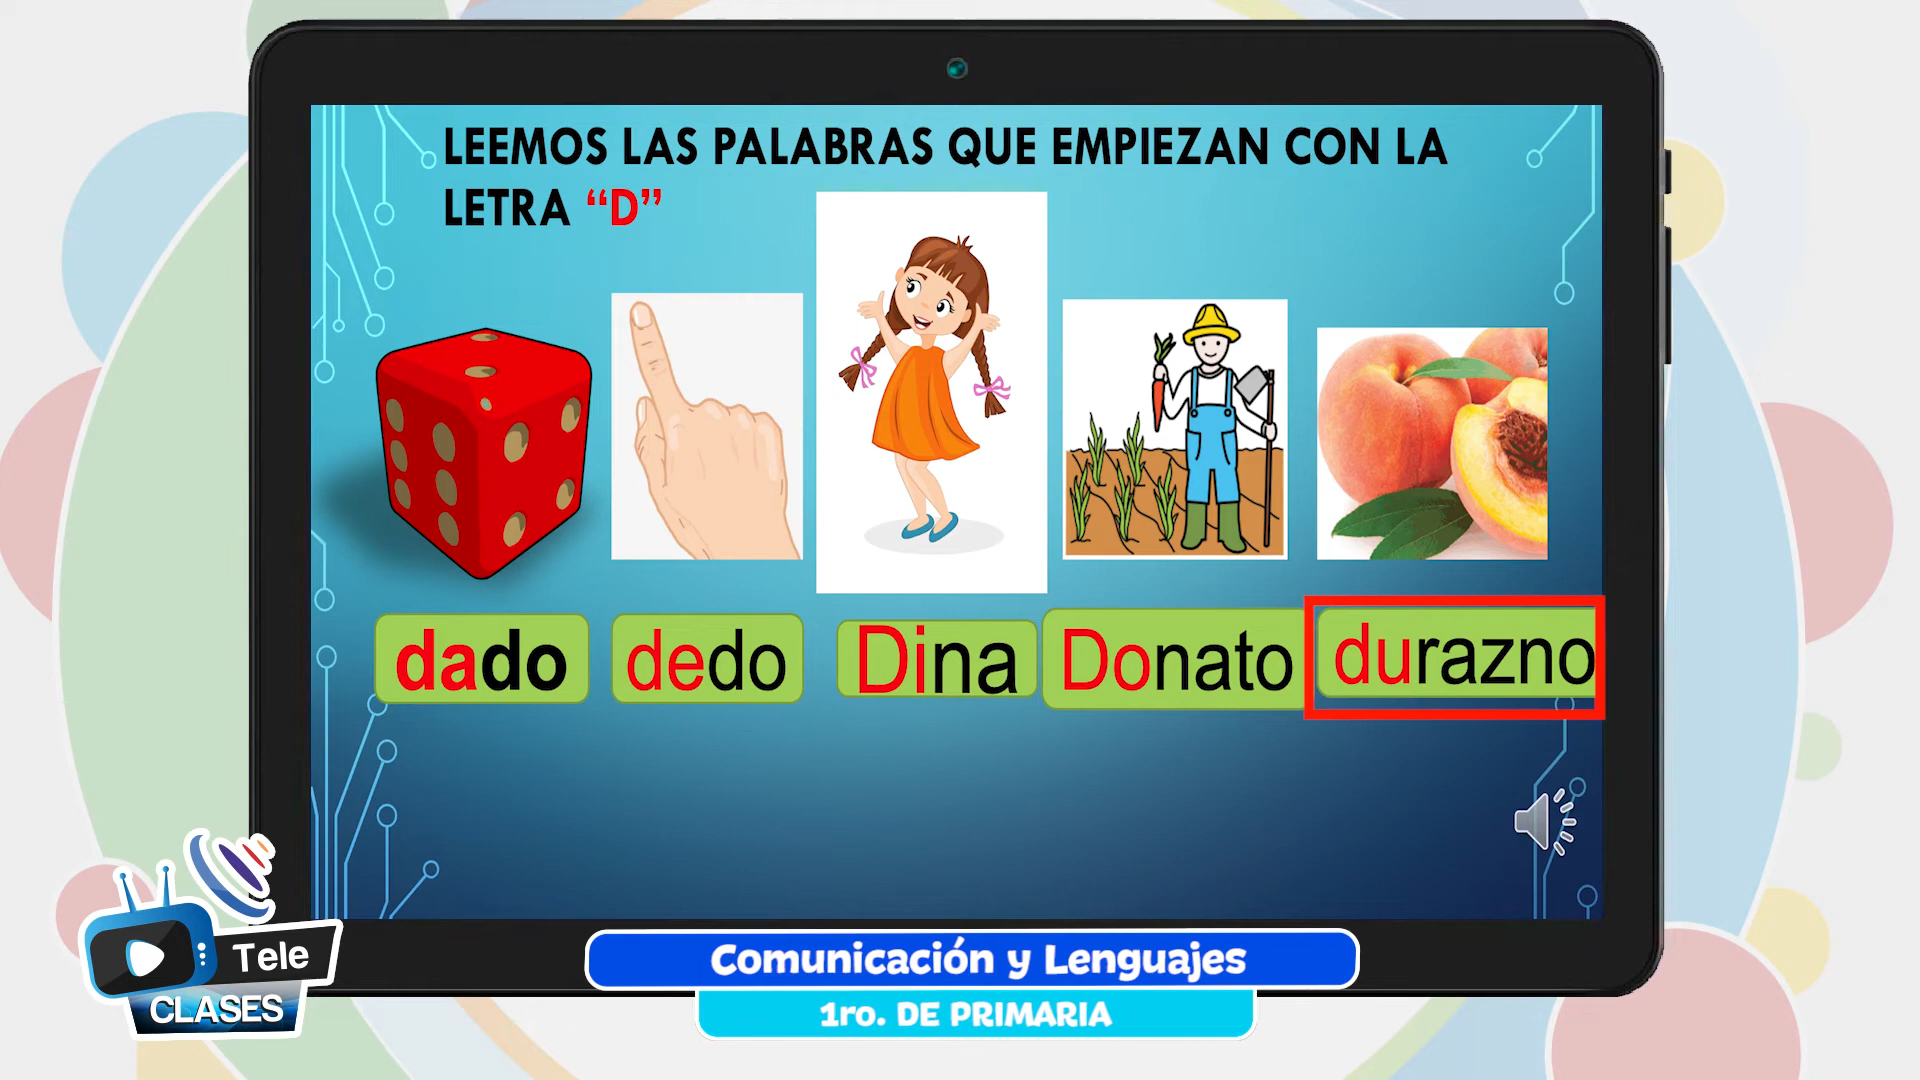 LEEMOS LAS PALABRAS QUE EMPIEZAN CON LA
LETRA “D”
dado
dedo
Dina
Donato
durazno
Tele
CLASES
Comunicación y Lenguajes
1ro. DE PRIMARIA